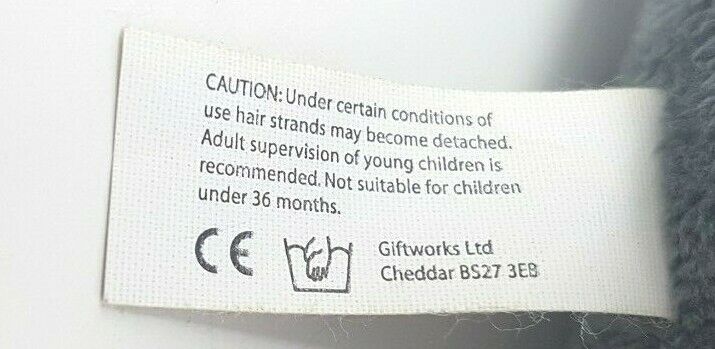 CAUTION: Under certain conditions of
use hair strands may become detached.
Adult supervision of young children is
recommended. Not suitable for children
under 36 months.
CE
Giftworks Ltd
Cheddar BS27 3EB